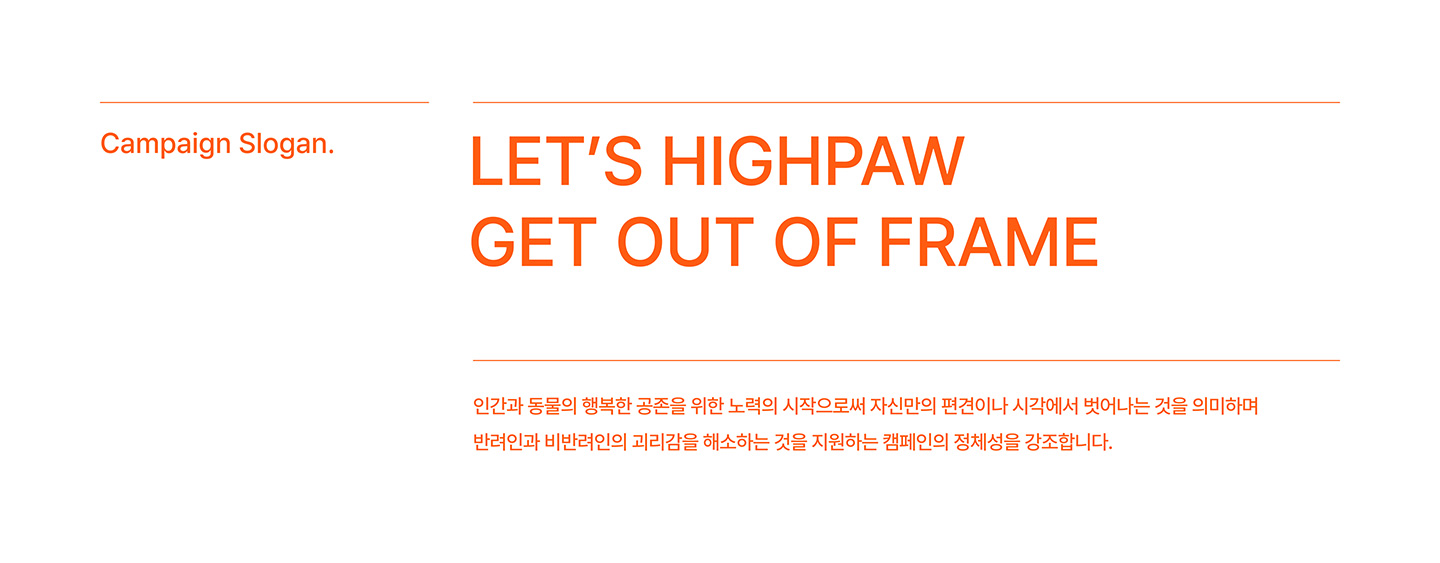 Campaign Slogan.
LET’S HIGHPAW
GET OUT OF FRAME
인간과 동물의 행복한 공존을 위한 노력의 시작으로써 자신만의 편견이나 시각에서 벗어나는 것을 의미하며
반려인과 비반려인의 괴리감을 해소하는 것을 지원하는 캠페인의 정체성을 강조합니다.